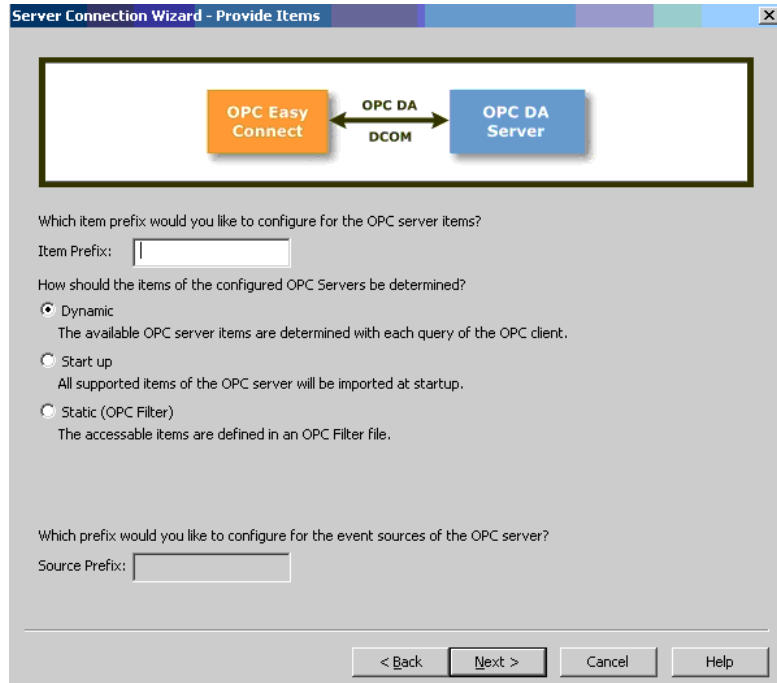 Server Connection Wizard - Provide Items
OPC Easy
Connect
OPC DA
DCOM
OPC DA
Server
Which item prefix would you like to configure for the OPC server items?
Item Prefix:
How should the items of the configured OPC Servers be determined?
Dynamic
The available OPC server items are determined with each query of the OPC client.
Start up
All supported items of the OPC server will be imported at startup.
Static (OPC Filter)
The accessable items are defined in an OPC Filter file.
Which prefix would you like to configure for the event sources of the OPC server?
Source Prefix:
< Back
Next >
Cancel
Help